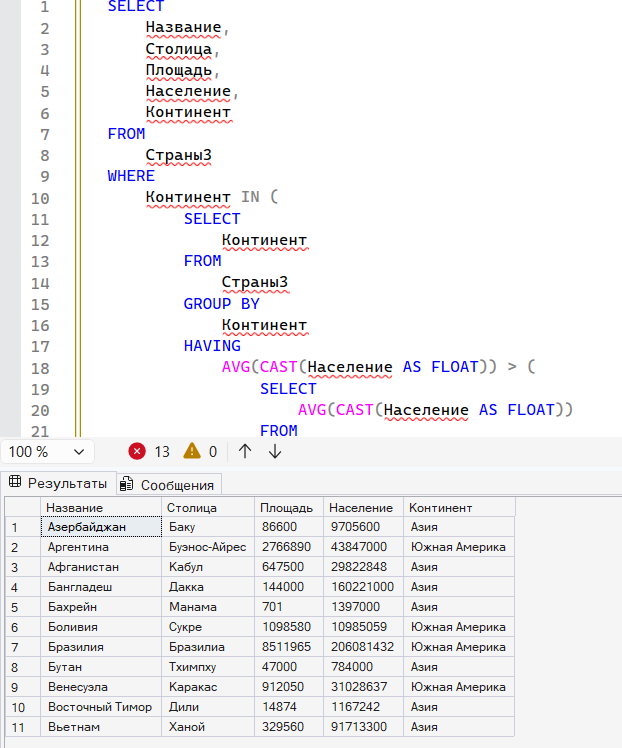 1 SELECT
2 Название,
3 Столица,
4 Площадь,
5 Население,
6 Континент
7 FROM
8 Страны3
9 WHERE
10 Континент IN (
11 SELECT
12 Континент
13 FROM
14 Страны3
15 GROUP BY
16 Континент
17 HAVING
18 AVG(CAST(Население AS FLOAT)) > (
19 SELECT
20 AVG(CAST(Население AS FLOAT))
21 FROM
100 % 13 0
Результаты Сообщения
Название Столица Площадь Население Континент
1 Азербайджан Баку 86600 9705600 Азия
2 Аргентина Буэнос-Айрес 2766890 43847000 Южная Америка
3 Афганистан Кабул 647500 29822848 Азия
4 Бангладеш Дакка 144000 160221000 Азия
5 Бахрейн Манама 701 1397000 Азия
6 Боливия Сукре 1098580 10985059 Южная Америка
7 Бразилия Бразилиа 8511965 206081432 Южная Америка
8 Бутан Тхимпху 47000 784000 Азия
9 Венесуэла Каракас 912050 31028637 Южная Америка
10 Восточный Тимор Дили 14874 1167242 Азия
11 Вьетнам Ханой 329560 91713300 Азия